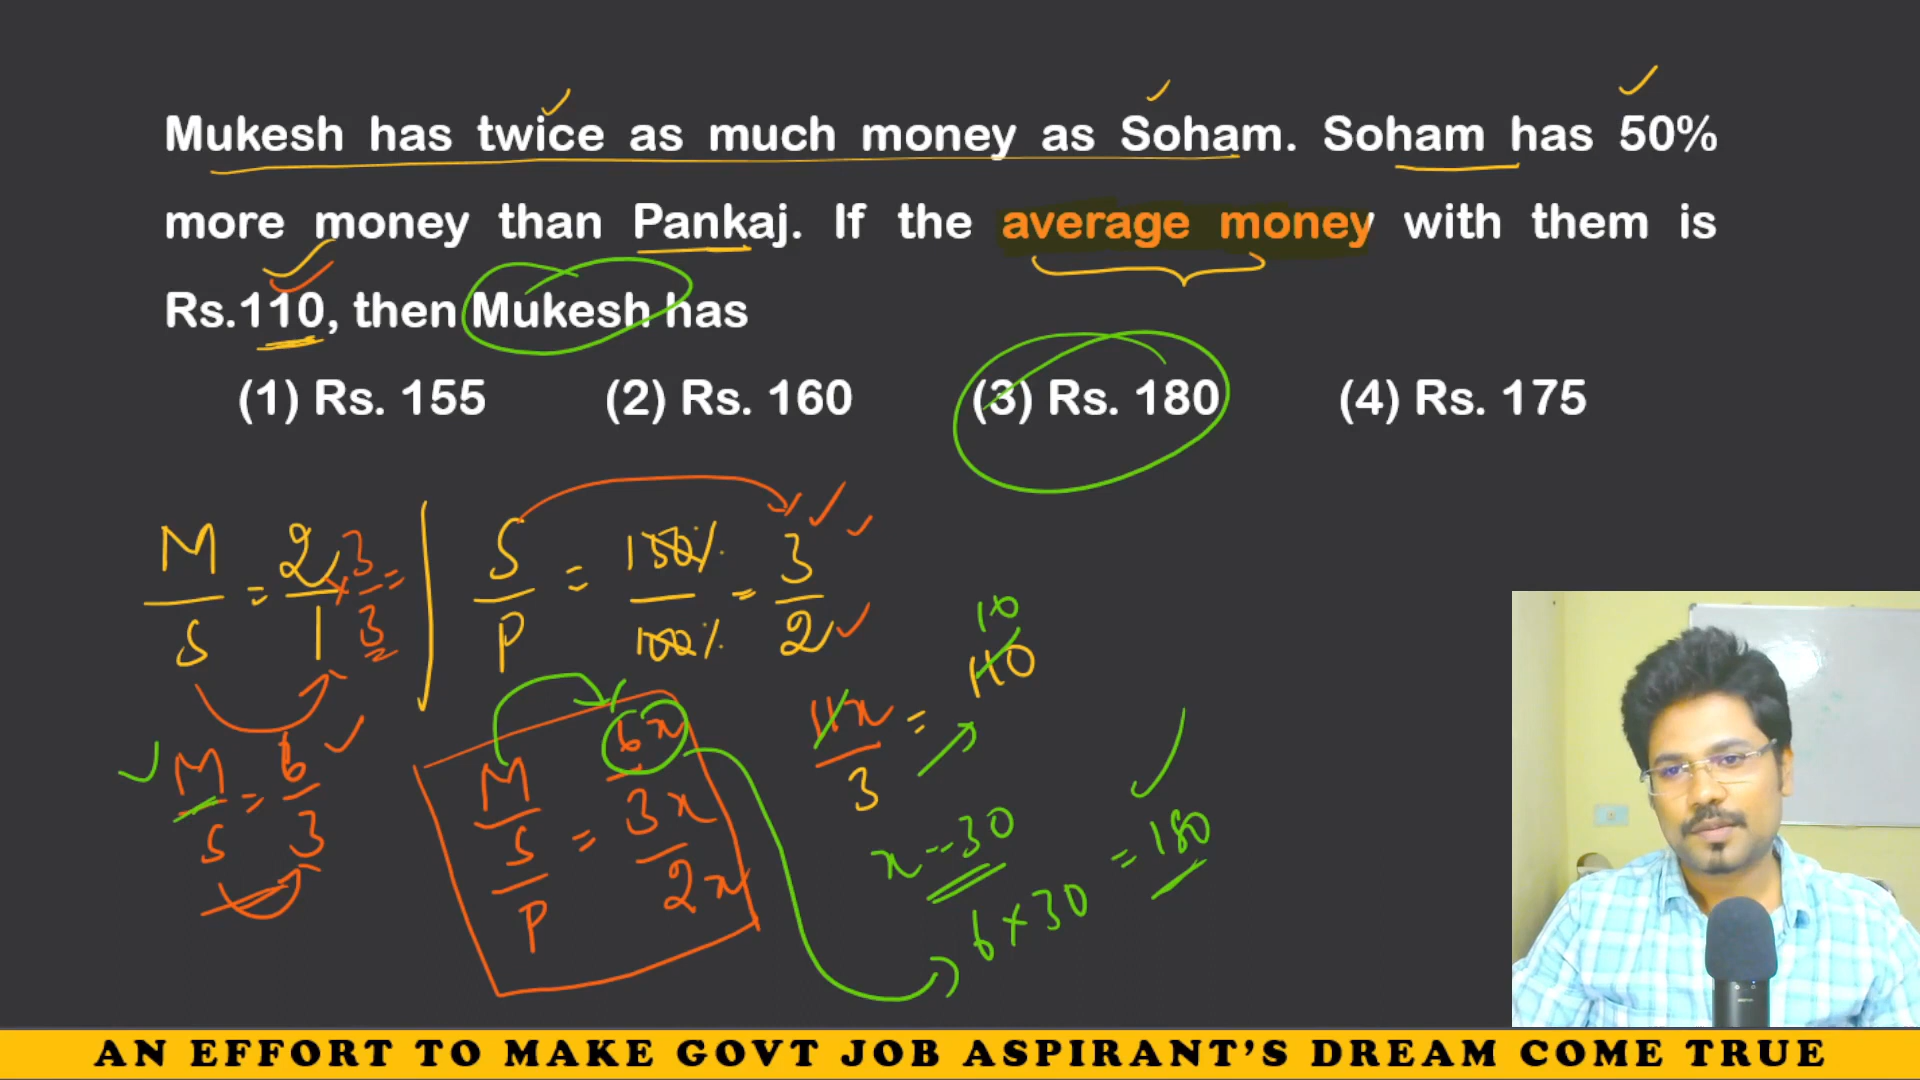 Mukesh has twice as much money as Soham. Soham has 50%
more money than Pankaj. If the average money with them is
Rs.110, then Mukesh has
(1) Rs. 155 (2) Rs. 160 (3) Rs. 180 (4) Rs. 175
M/S = 2/1 × 3/3 =
S/P = 150%/100% = 3/2
M/S = 6/3
M/S/P = 6x/3x/2x
11x/3 = 110
10
x = 30
6 × 30 = 180
AN EFFORT TO MAKE GOVT JOB ASPIRANT'S DREAM COME TRUE